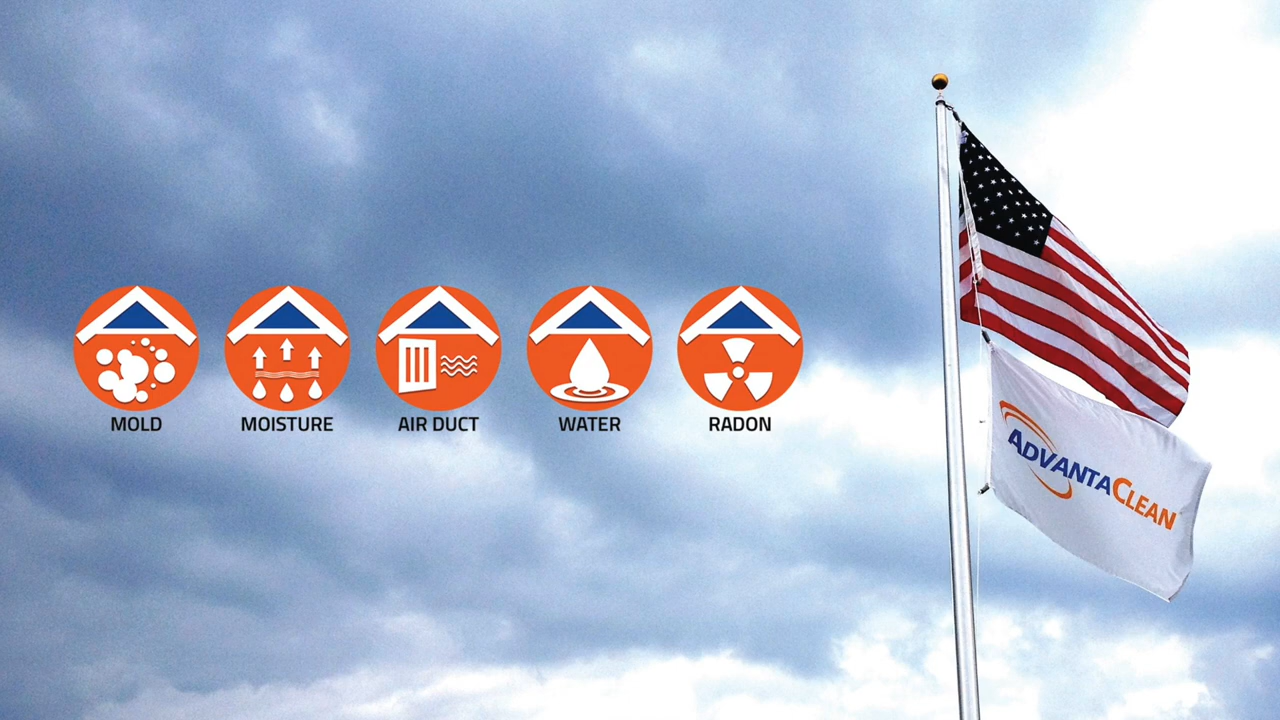 MOLD
MOISTURE
AIR DUCT
WATER
RADON
ADVANTACLEAN